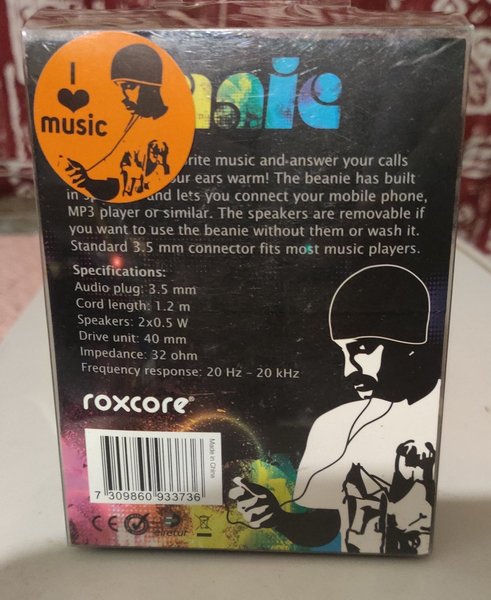 I
music
nic
rite music and answer your calls
ur ears warm! The beanie has built
in sp and lets you connect your mobile phone,
MP3 player or similar. The speakers are removable if
you want to use the beanie without them or wash it.
Standard 3.5 mm connector fits most music players.
Specifications:
Audio plug: 3.5 mm
Cord length: 1.2 m
Speakers: 2x0.5 W
Drive unit: 40 mm
Impedance: 32 ohm
Frequency response: 20 Hz - 20 kHz
roxcore®
Made in China
7 309860 933736
CE
elretur